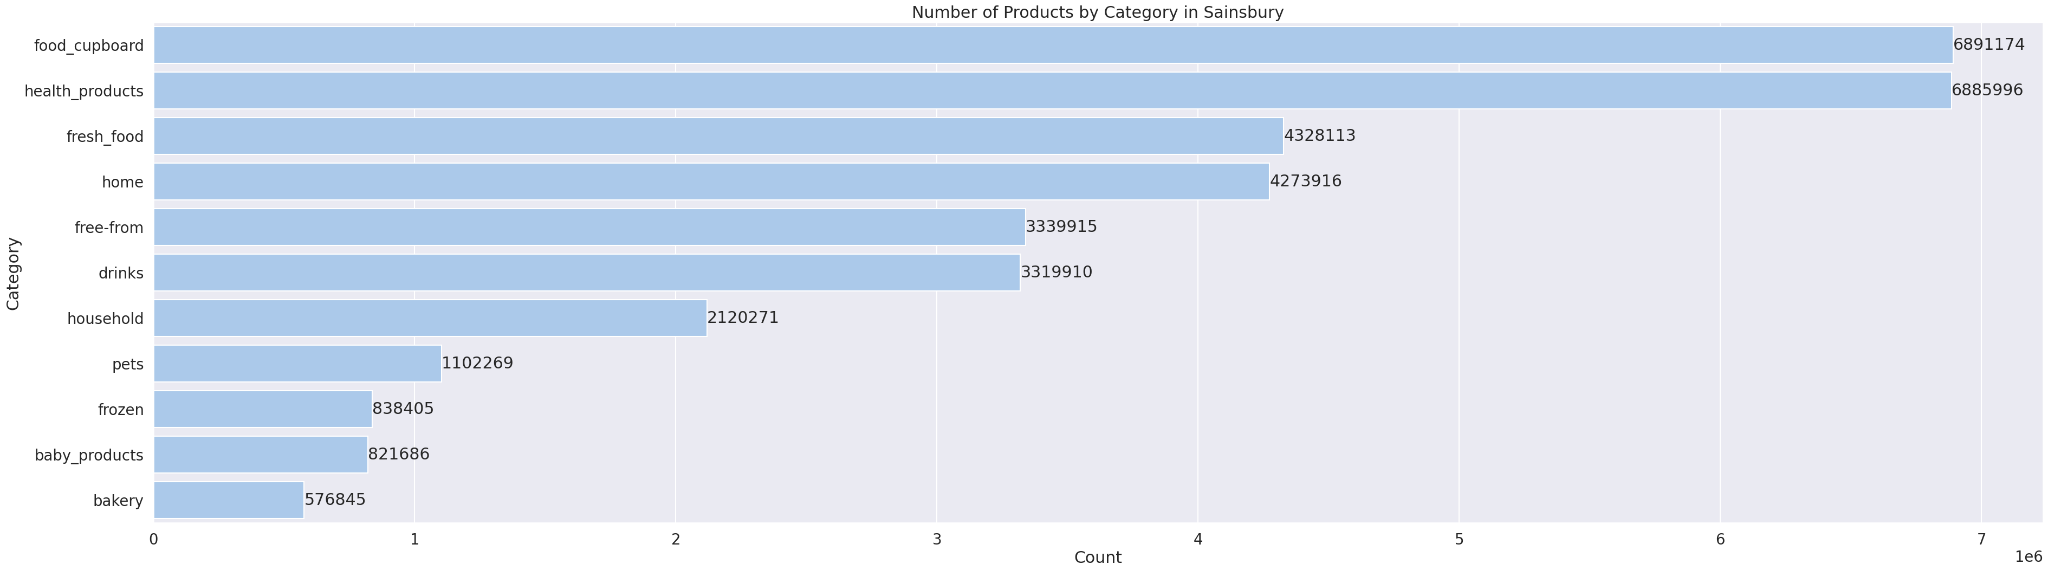 Number of Products by Category in Sainsbury
Category
food_cupboard 6891174
health_products 6885996
fresh_food 4328113
home 4273916
free-from 3339915
drinks 3319910
household 2120271
pets 1102269
frozen 838405
baby_products 821686
bakery 576845
0 1 2 3 4 5 6 7
Count
1e6